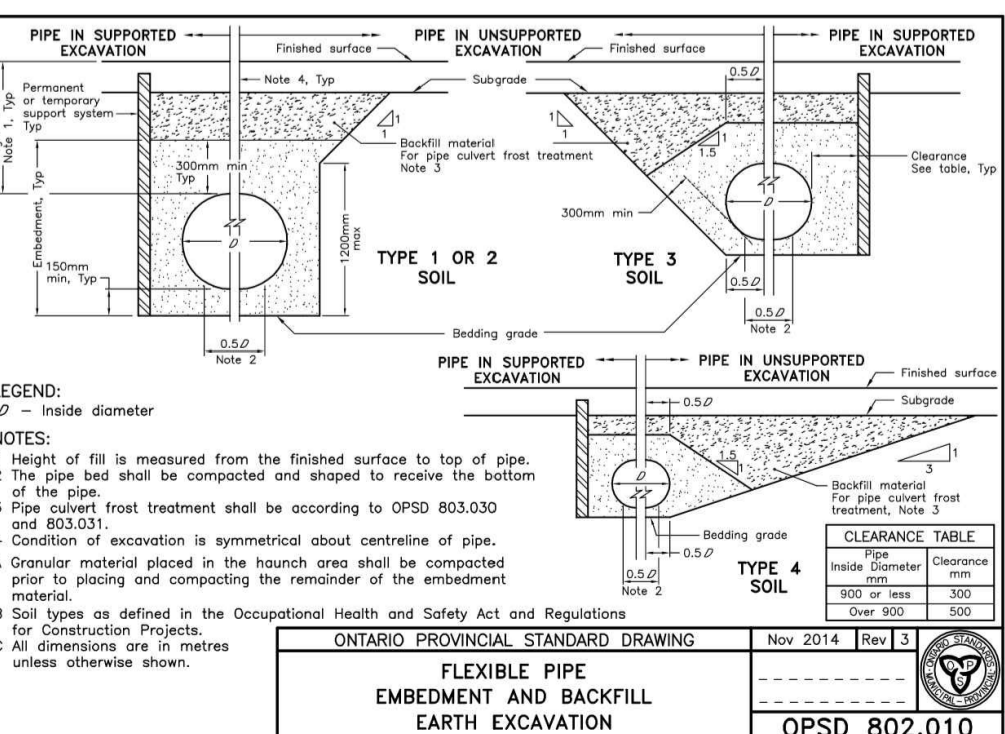 PIPE IN SUPPORTED
EXCAVATION
PIPE IN UNSUPPORTED
EXCAVATION
PIPE IN SUPPORTED
EXCAVATION
Finished surface
Finished surface
Note 4, Typ
Subgrade
0.5D
Permanent
or temporary
support system
Typ
Note 1, Typ
1
1
1
1
1
1.5
Backfill material
For pipe culvert frost treatment
Note 3
Clearance
See table, Typ
300mm min
Typ
Embedment, Typ
D
D
300mm min
1200mm
max
TYPE 1 OR 2
SOIL
TYPE 3
SOIL
150mm
min, Typ
0.5D
0.5D
Note 2
0.5D
Note 2
Bedding grade
PIPE IN SUPPORTED
EXCAVATION
PIPE IN UNSUPPORTED
EXCAVATION
Finished surface
Subgrade
0.5D
1.5
1
1
3
D
Backfill material
For pipe culvert frost
treatment, Note 3
Bedding grade
0.5D
0.5D
Note 2
TYPE 4
SOIL
CLEARANCE TABLE
Pipe
Inside Diameter
mm
Clearance
mm
900 or less 300
Over 900 500
EGEND:
D – Inside diameter
NOTES:
Height of fill is measured from the finished surface to top of pipe.
The pipe bed shall be compacted and shaped to receive the bottom
of the pipe.
Pipe culvert frost treatment shall be according to OPSD 803.030
and 803.031.
Condition of excavation is symmetrical about centreline of pipe.
Granular material placed in the haunch area shall be compacted
prior to placing and compacting the remainder of the embedment
material.
Soil types as defined in the Occupational Health and Safety Act and Regulations
for Construction Projects.
All dimensions are in metres
unless otherwise shown.
ONTARIO PROVINCIAL STANDARD DRAWING
Nov 2014 Rev 3
FLEXIBLE PIPE
EMBEDMENT AND BACKFILL
EARTH EXCAVATION
ONTARIO STANDARDS
MUNICIPAL – PROVINCIAL
O P S
OPSD 802.010